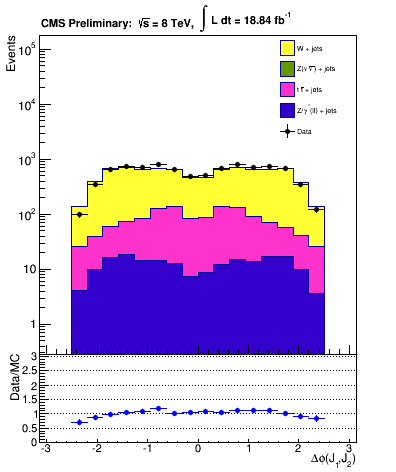 CMS Preliminary: √s = 8 TeV, ∫ L dt = 18.84 fb⁻¹
Events
10⁵
10⁴
10³
10²
10
1
W + jets
Z(ν ν̄) + jets
t t̄ + jets
Z/γ*(ll) + jets
Data
Data/MC
3
2.5
2
1.5
1
0.5
0
-3 -2 -1 0 1 2 3
Δϕ(J₁,J₂)